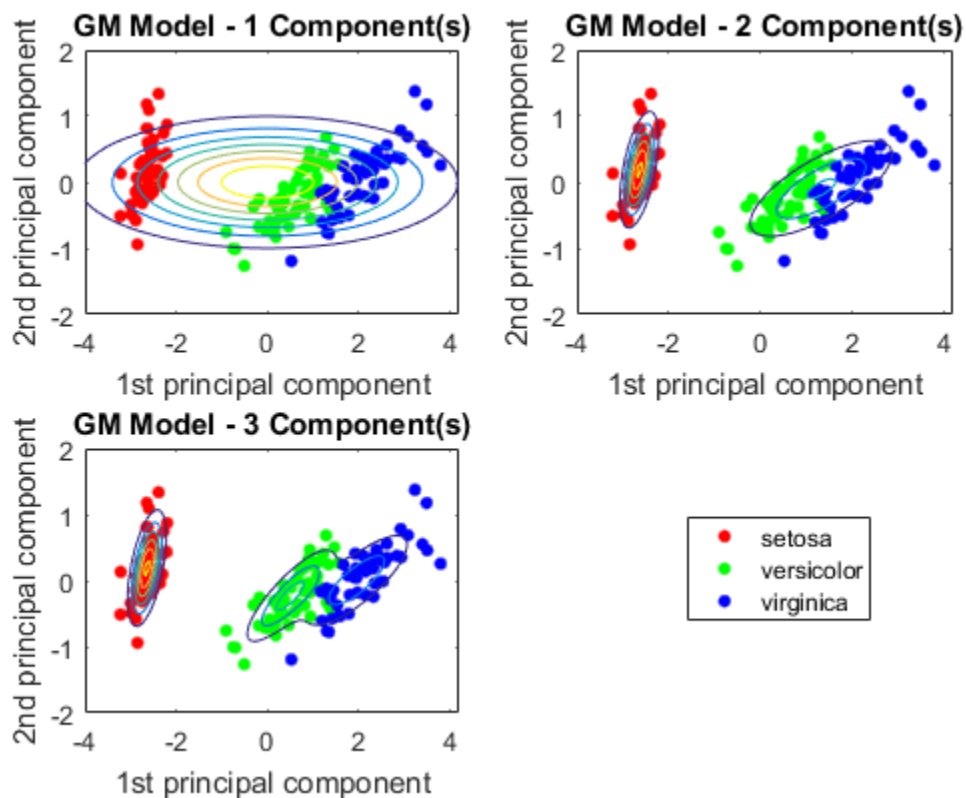 GM Model - 1 Component(s)
2nd principal component
2
1
0
-1
-2
-4
-2
0
2
4
1st principal component
GM Model - 2 Component(s)
2nd principal component
2
1
0
-1
-2
-4
-2
0
2
4
1st principal component
GM Model - 3 Component(s)
2nd principal component
2
1
0
-1
-2
-4
-2
0
2
4
1st principal component
setosa
versicolor
virginica